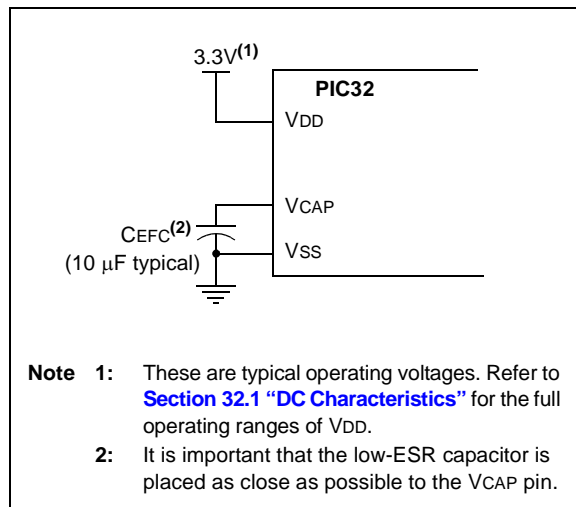 3.3V(1)
PIC32
VDD
VCAP
CEFC(2)
(10 μF typical)
VSS
Note 1: These are typical operating voltages. Refer to
Section 32.1 “DC Characteristics” for the full
operating ranges of VDD.
2: It is important that the low-ESR capacitor is
placed as close as possible to the VCAP pin.